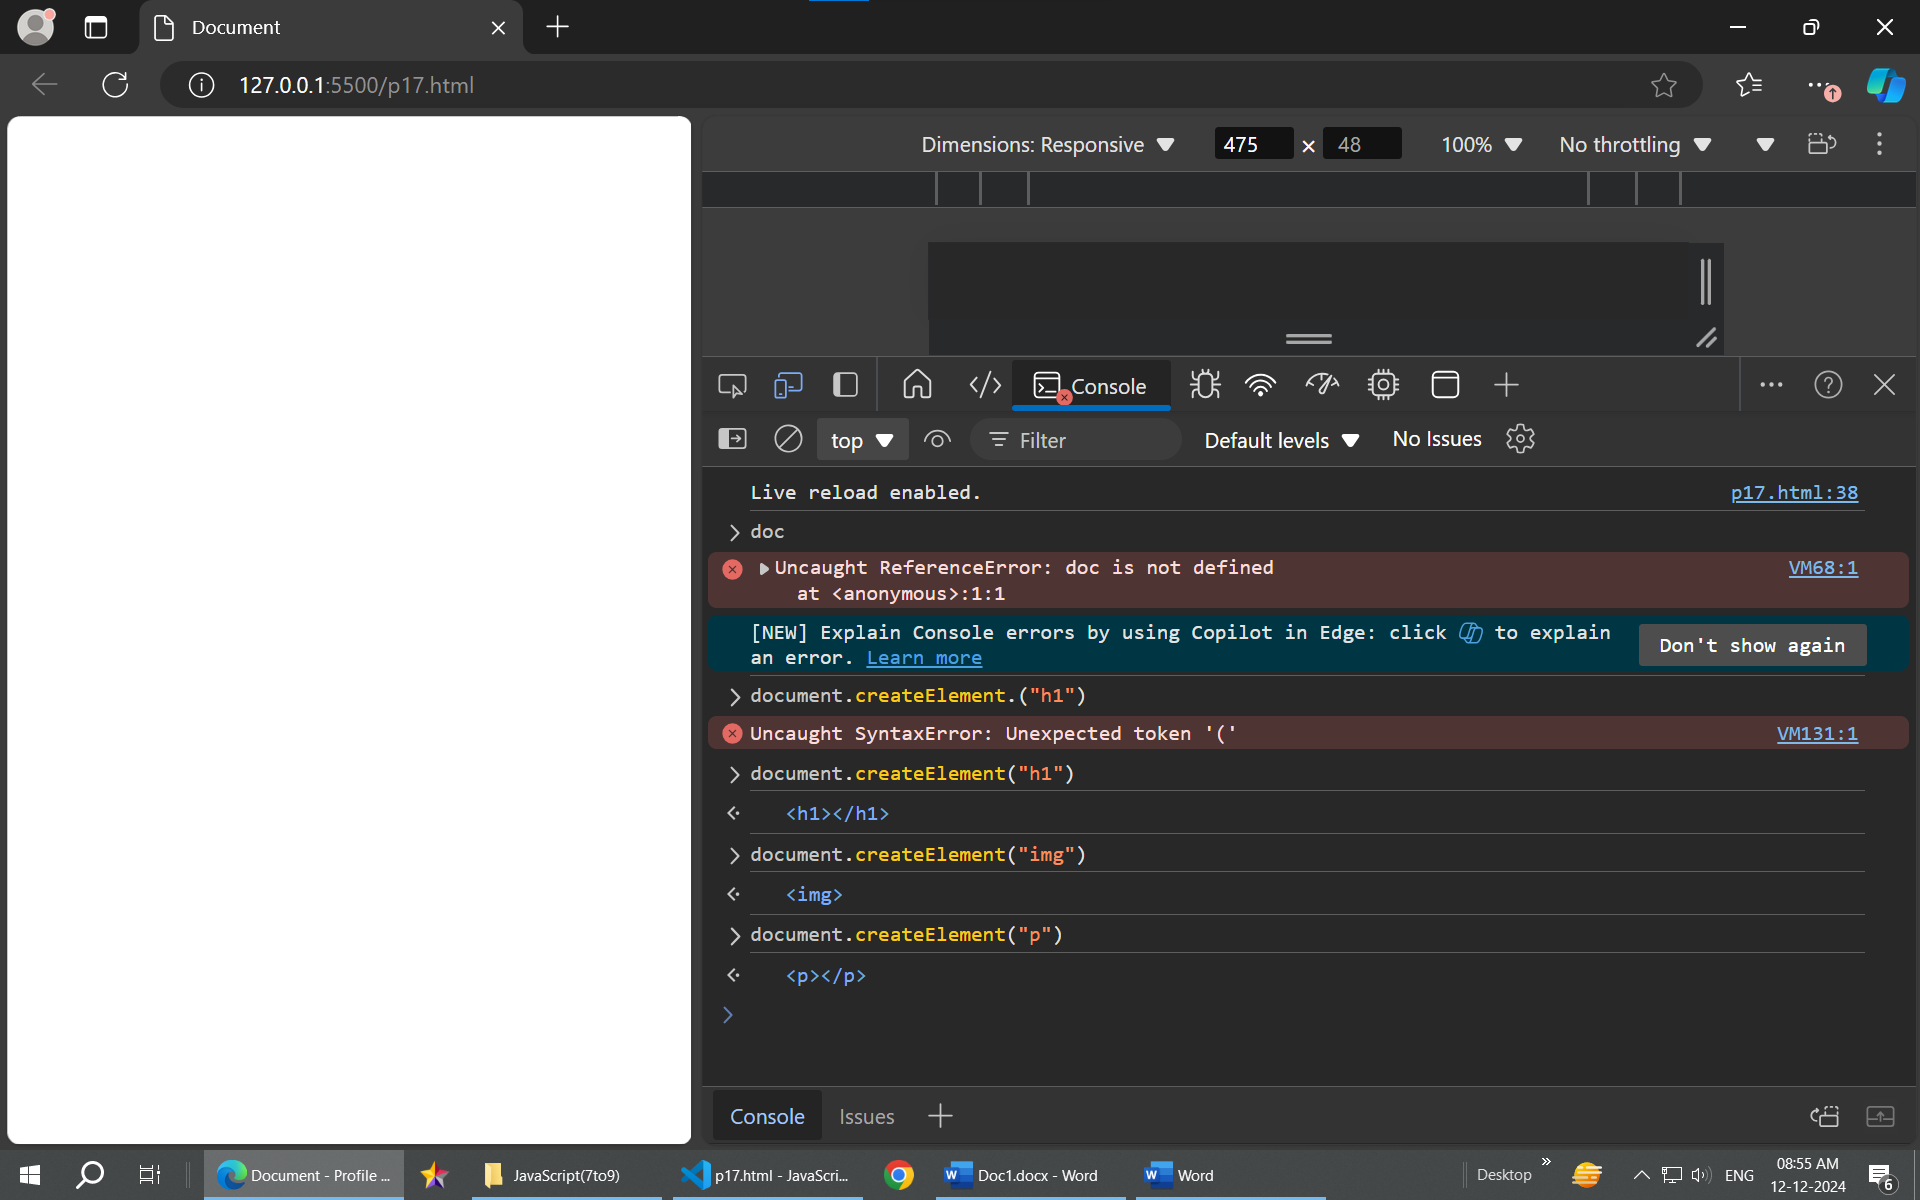 Document
127.0.0.1:5500/p17.html
Dimensions: Responsive 475 × 48 100% No throttling
Console
top Filter Default levels No Issues
Live reload enabled. p17.html:38
doc
Uncaught ReferenceError: doc is not defined VM68:1
at <anonymous>:1:1
[NEW] Explain Console errors by using Copilot in Edge: click to explain
an error. Learn more
Don't show again
document.createElement.("h1")
Uncaught SyntaxError: Unexpected token '(' VM131:1
document.createElement("h1")
<h1></h1>
document.createElement("img")
<img>
document.createElement("p")
<p></p>
Console Issues
Document - Profile ... JavaScript(7to9) p17.html - JavaScri... Doc1.docx - Word Word Desktop ENG
08:55 AM
12-12-2024
6